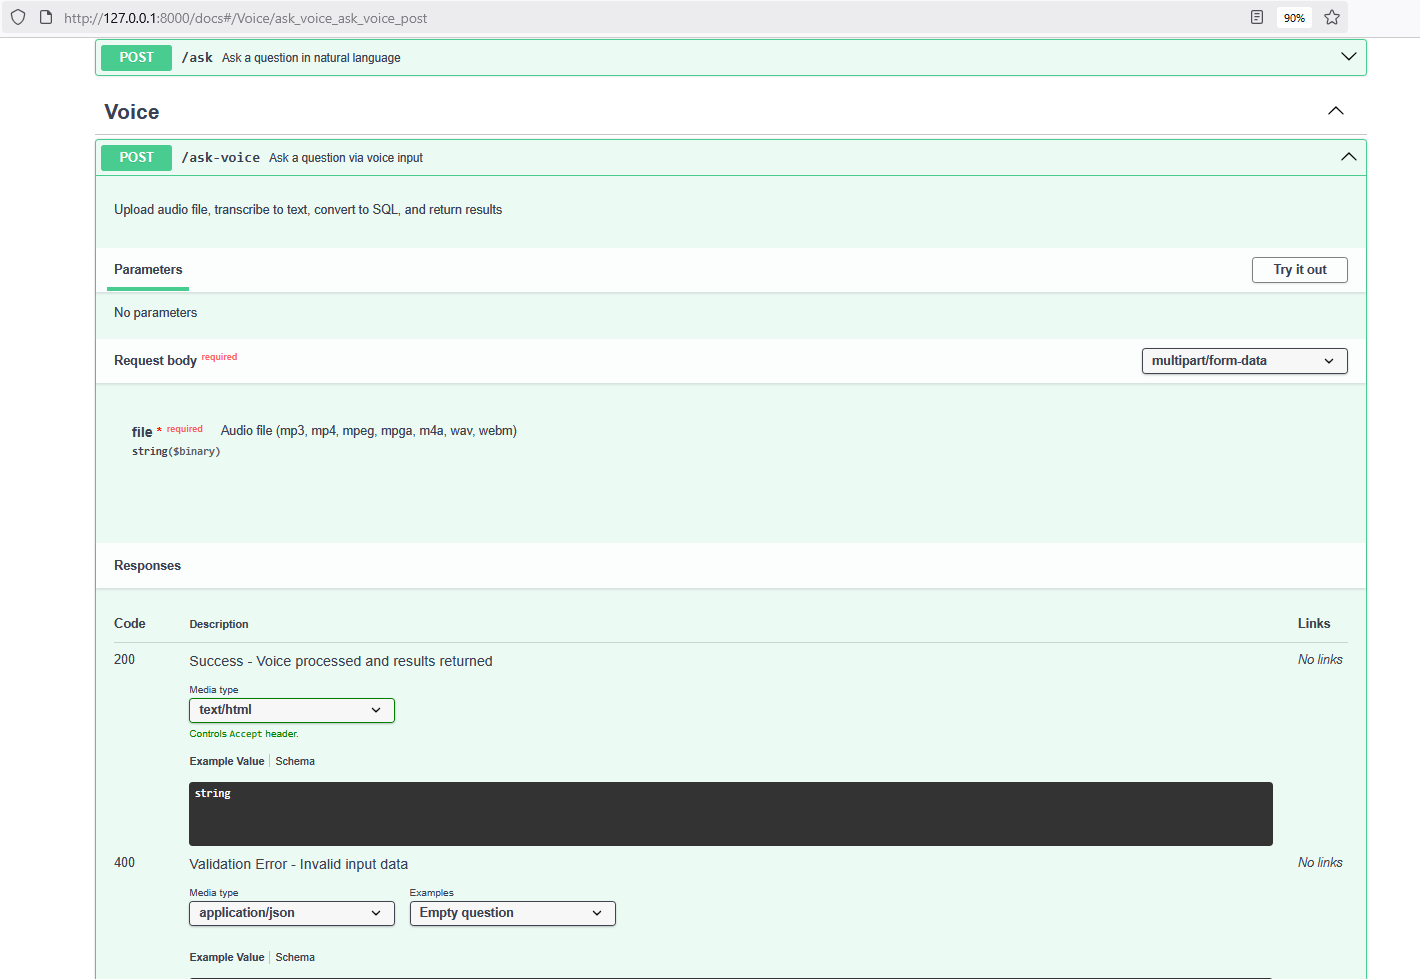 http://127.0.0.1:8000/docs#/Voice/ask_voice_ask_voice_post
90%
POST /ask Ask a question in natural language
Voice
POST /ask-voice Ask a question via voice input
Upload audio file, transcribe to text, convert to SQL, and return results
Parameters
Try it out
No parameters
Request body required
multipart/form-data
file * required Audio file (mp3, mp4, mpeg, mpga, m4a, wav, webm)
string($binary)
Responses
Code Description Links
200 Success - Voice processed and results returned No links
Media type
text/html
Controls Accept header.
Example Value Schema
string
400 Validation Error - Invalid input data No links
Media type Examples
application/json Empty question
Example Value Schema